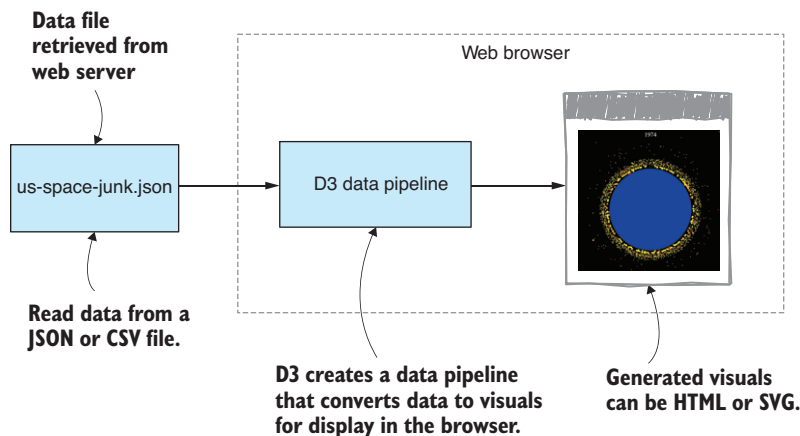 Data file
retrieved from
web server
Web browser
us-space-junk.json
D3 data pipeline
1974
Read data from a
JSON or CSV file.
D3 creates a data pipeline
that converts data to visuals
for display in the browser.
Generated visuals
can be HTML or SVG.